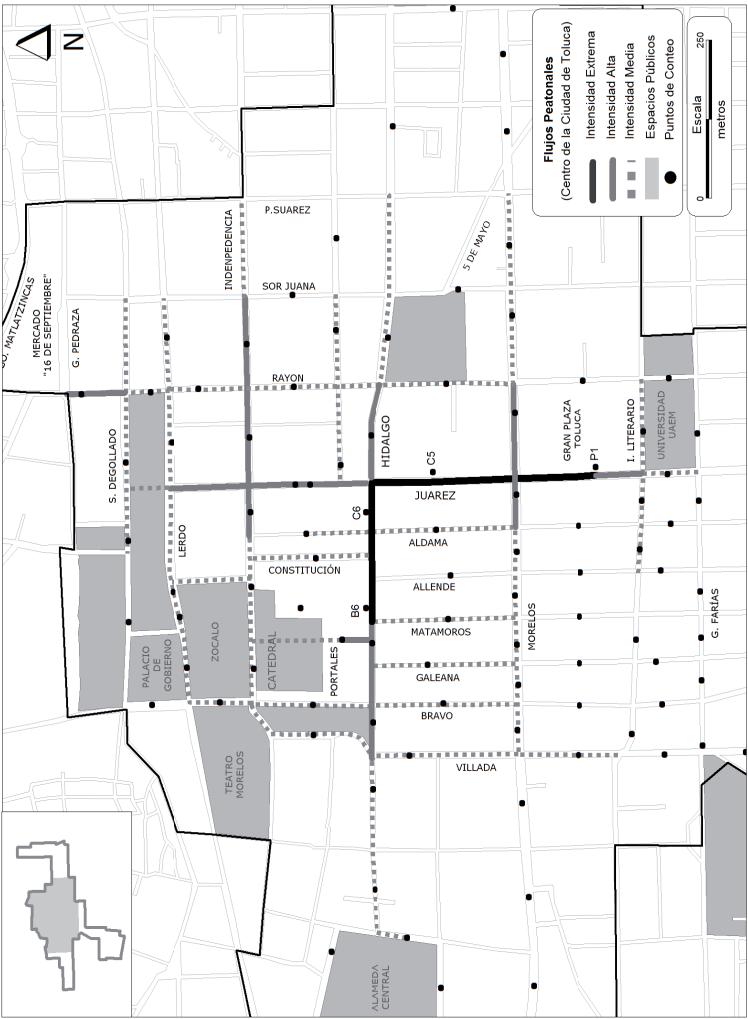 N
Flujos Peatonales
(Centro de la Ciudad de Toluca)
Intensidad Extrema
Intensidad Alta
Intensidad Media
Espacios Públicos
Puntos de Conteo
0
Escala
250
metros
MATLATZINCAS
MERCADO
"16 DE SEPTIEMBRE"
G. PEDRAZA
INDENPEDENCIA
P.SUAREZ
5 DE MAYO
SOR JUANA
RAYON
S. DEGOLLADO
HIDALGO
GRAN PLAZA
TOLUCA
I. LITERARIO
UNIVERSIDAD
UAEM
C5
P1
JUAREZ
C6
LERDO
ALDAMA
CONSTITUCIÓN
ALLENDE
B6
MATAMOROS
MORELOS
G. FARÍAS
PALACIO
DE
GOBIERNO
ZOCALO
CATEDRAL
PORTALES
GALEANA
BRAVO
TEATRO
MORELOS
VILLADA
ALAMEDA
CENTRAL